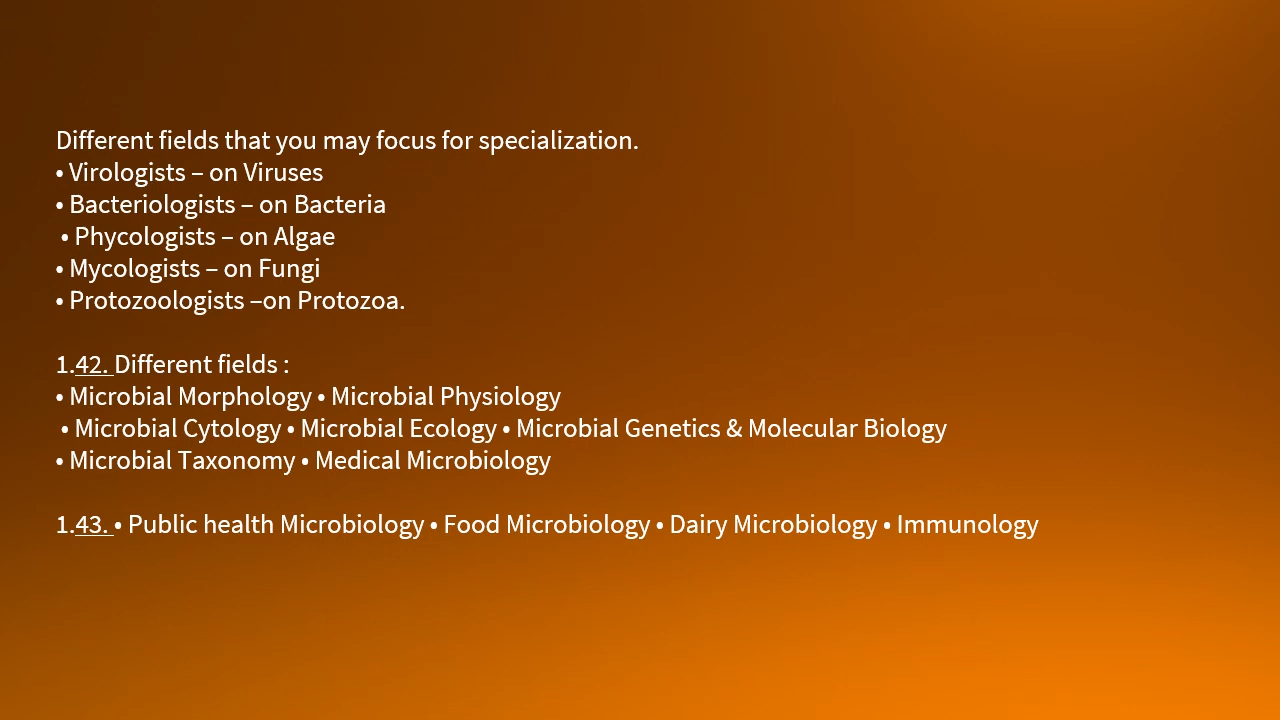 Different fields that you may focus for specialization.
• Virologists – on Viruses
• Bacteriologists – on Bacteria
• Phycologists – on Algae
• Mycologists – on Fungi
• Protozoologists –on Protozoa.
1.42. Different fields :
• Microbial Morphology • Microbial Physiology
• Microbial Cytology • Microbial Ecology • Microbial Genetics & Molecular Biology
• Microbial Taxonomy • Medical Microbiology
1.43. • Public health Microbiology • Food Microbiology • Dairy Microbiology • Immunology